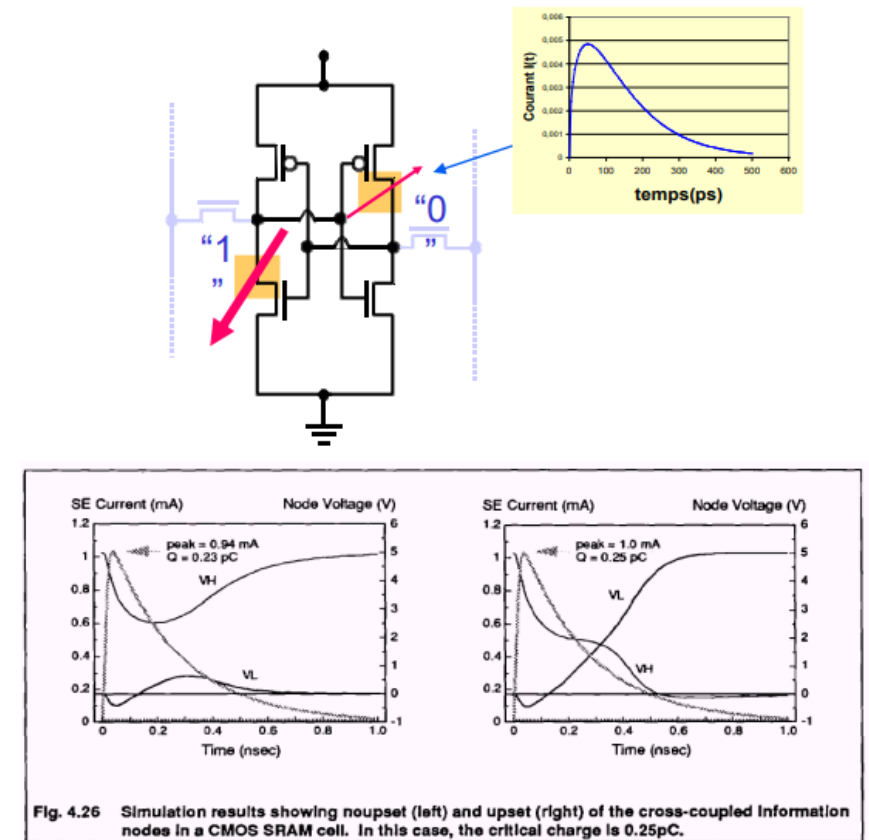 0,006
0,005
0,004
0,003
0,002
0,001
0
Courant I(t)
0 100 200 300 400 500 600
temps(ps)
“1
”
“0
”
SE Current (mA) Node Voltage (V)
1.2
1
0.8
0.6
0.4
0.2
0
6
5
4
3
2
1
0
-1
peak = 0.94 mA
Q = 0.23 pC
VH
VL
0 0.2 0.4 0.6 0.8 1.0
Time (nsec)
SE Current (mA) Node Voltage (V)
1.2
1
0.8
0.6
0.4
0.2
0
6
5
4
3
2
1
0
-1
peak = 1.0 mA
Q = 0.25 pC
VL
VH
0 0.2 0.4 0.6 0.8 1.0
Time (nsec)
Fig. 4.26 Simulation results showing noupset (left) and upset (right) of the cross-coupled information
nodes in a CMOS SRAM cell. In this case, the critical charge is 0.25pC.